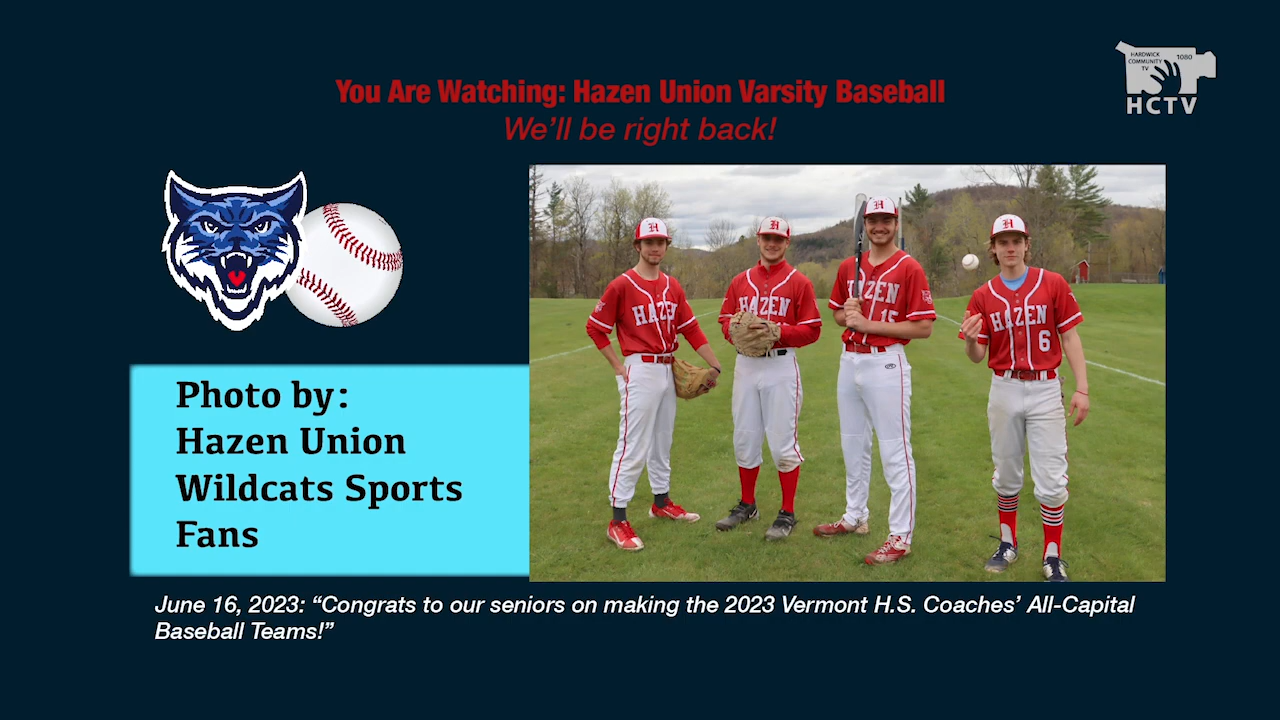 HARDWICK
COMMUNITY
TV
1080
HCTV
You Are Watching: Hazen Union Varsity Baseball
We’ll be right back!
H
H
H
H
HAZEN
HAZEN
HAZEN
15
HAZEN
6
Photo by:
Hazen Union
Wildcats Sports
Fans
June 16, 2023: “Congrats to our seniors on making the 2023 Vermont H.S. Coaches’ All-Capital
Baseball Teams!”